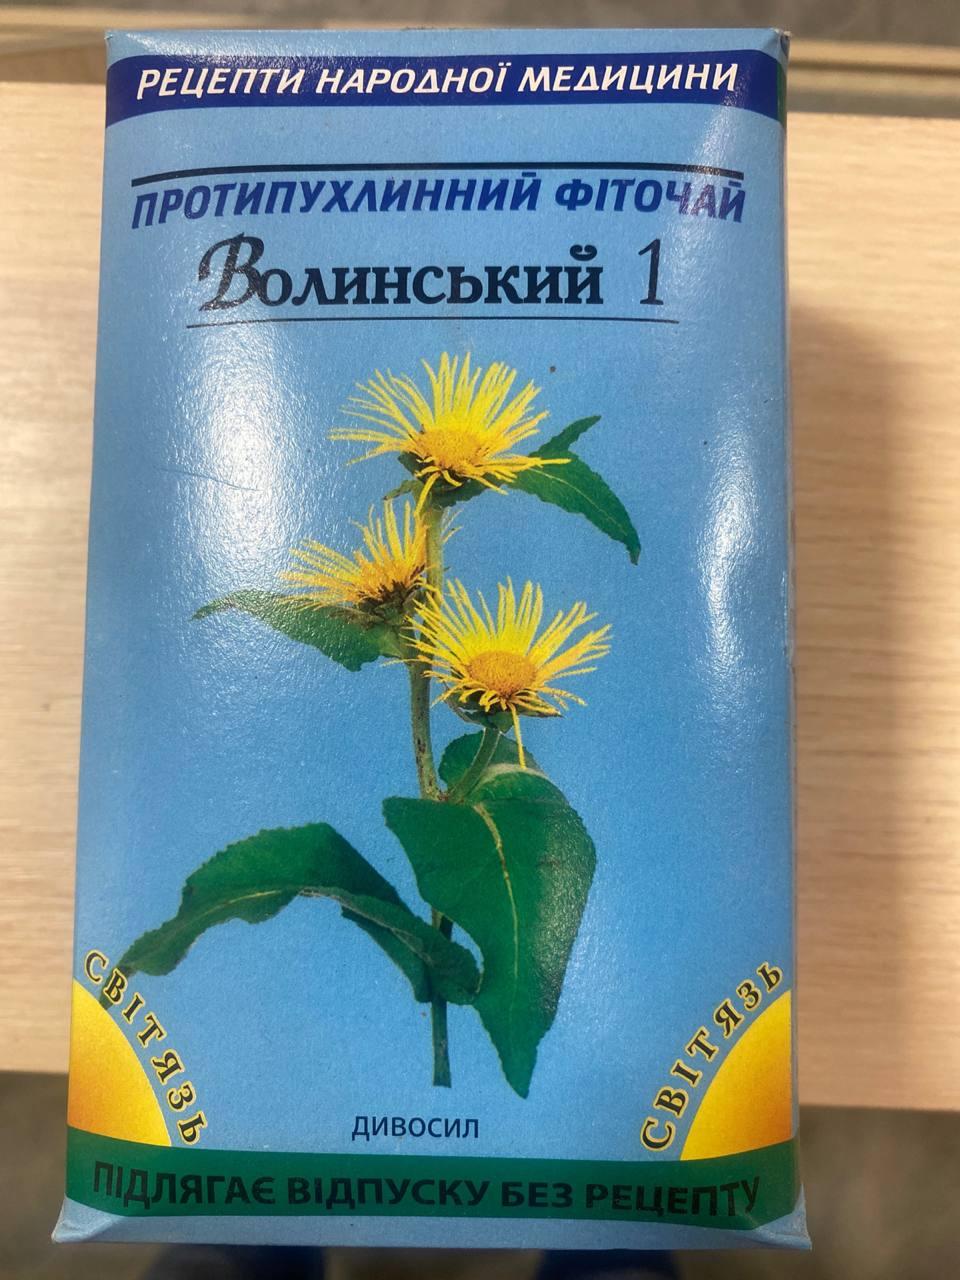 РЕЦЕПТИ НАРОДНОЇ МЕДИЦИНИ
ПРОТИПУХЛИННИЙ ФІТОЧАЙ
Волинський 1
СВІТЯЗЬ
СВІТЯЗЬ
ДИВОСИЛ
ПІДЛЯГАЄ ВІДПУСКУ БЕЗ РЕЦЕПТУ